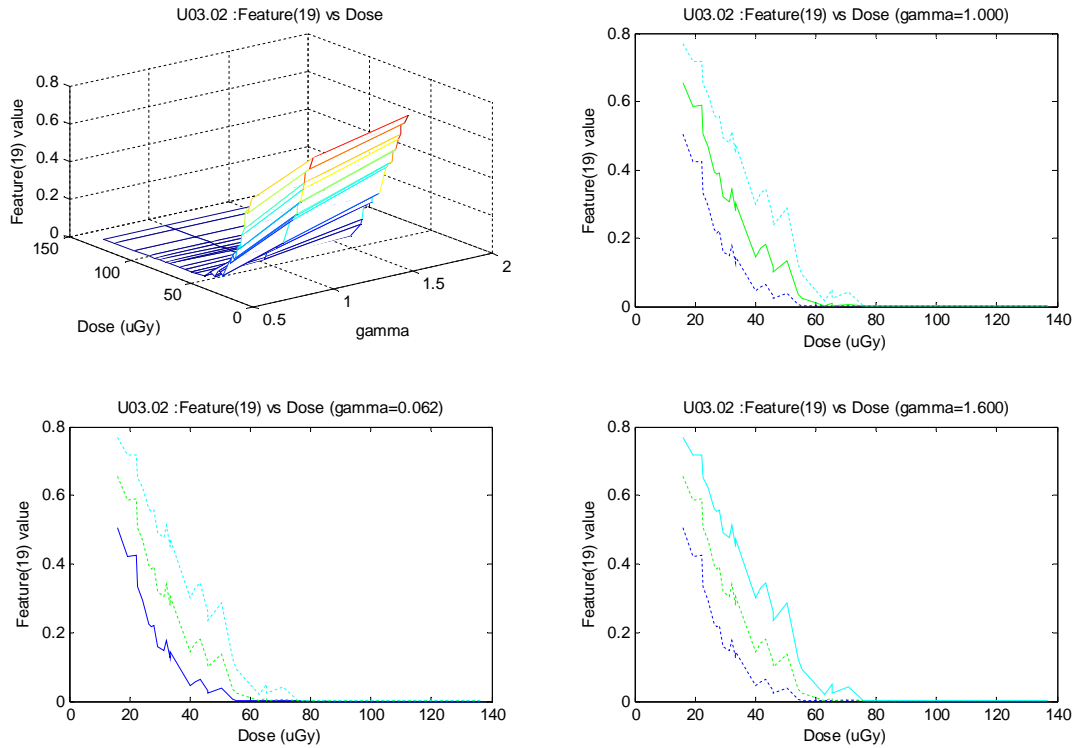 U03.02 :Feature(19) vs Dose
0.8
0.6
0.4
0.2
0
Feature(19) value
150
100
50
0
Dose (uGy)
0.5
1
1.5
2
gamma
U03.02 :Feature(19) vs Dose (gamma=1.000)
0.8
0.6
0.4
0.2
0
Feature(19) value
0 20 40 60 80 100 120 140
Dose (uGy)
U03.02 :Feature(19) vs Dose (gamma=0.062)
0.8
0.6
0.4
0.2
0
Feature(19) value
0 20 40 60 80 100 120 140
Dose (uGy)
U03.02 :Feature(19) vs Dose (gamma=1.600)
0.8
0.6
0.4
0.2
0
Feature(19) value
0 20 40 60 80 100 120 140
Dose (uGy)